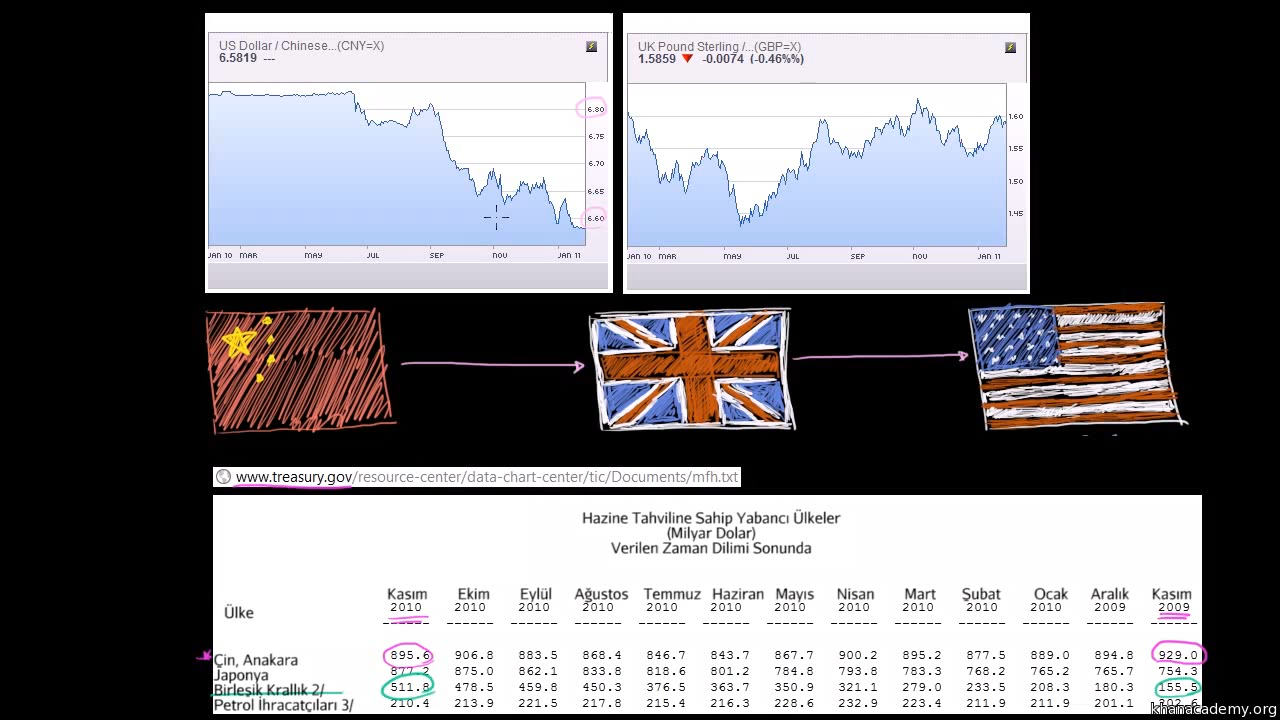 US Dollar / Chinese...(CNY=X)
6.5819 ---
6.80
6.75
6.70
6.65
6.60
JAN 10 MAR MAY JUL SEP NOV JAN 11
UK Pound Sterling /...(GBP=X)
1.5859 -0.0074 (-0.46%%)
1.60
1.55
1.50
1.45
JAN 10 MAR MAY JUL SEP NOV JAN 11
www.treasury.gov/resource-center/data-chart-center/tic/Documents/mfh.txt
Hazine Tahviline Sahip Yabancı Ülkeler
(Milyar Dolar)
Verilen Zaman Dilimi Sonunda
Kasım Ekim Eylül Ağustos Temmuz Haziran Mayıs Nisan Mart Şubat Ocak Aralık Kasım
Ülke 2010 2010 2010 2010 2010 2010 2010 2010 2010 2010 2010 2009 2009
------ ------ ------ ------ ------ ------ ------ ------ ------ ------ ------ ------ ------
Çin, Anakara 895.6 906.8 883.5 868.4 846.7 843.7 867.7 900.2 895.2 877.5 889.0 894.8 929.0
Japonya 875.0 862.1 833.8 818.6 801.2 784.8 793.8 783.3 768.2 765.2 765.7
Birleşik Krallık 2/ 511.8 478.5 459.8 450.3 376.5 363.7 350.9 321.1 279.0 233.5 208.3 180.3 155.5
Petrol İhracatçıları 3/ 210.4 213.9 221.5 217.8 215.4 216.3 228.6 232.9 223.4 211.9 211.9 201.1
khanacademy.org